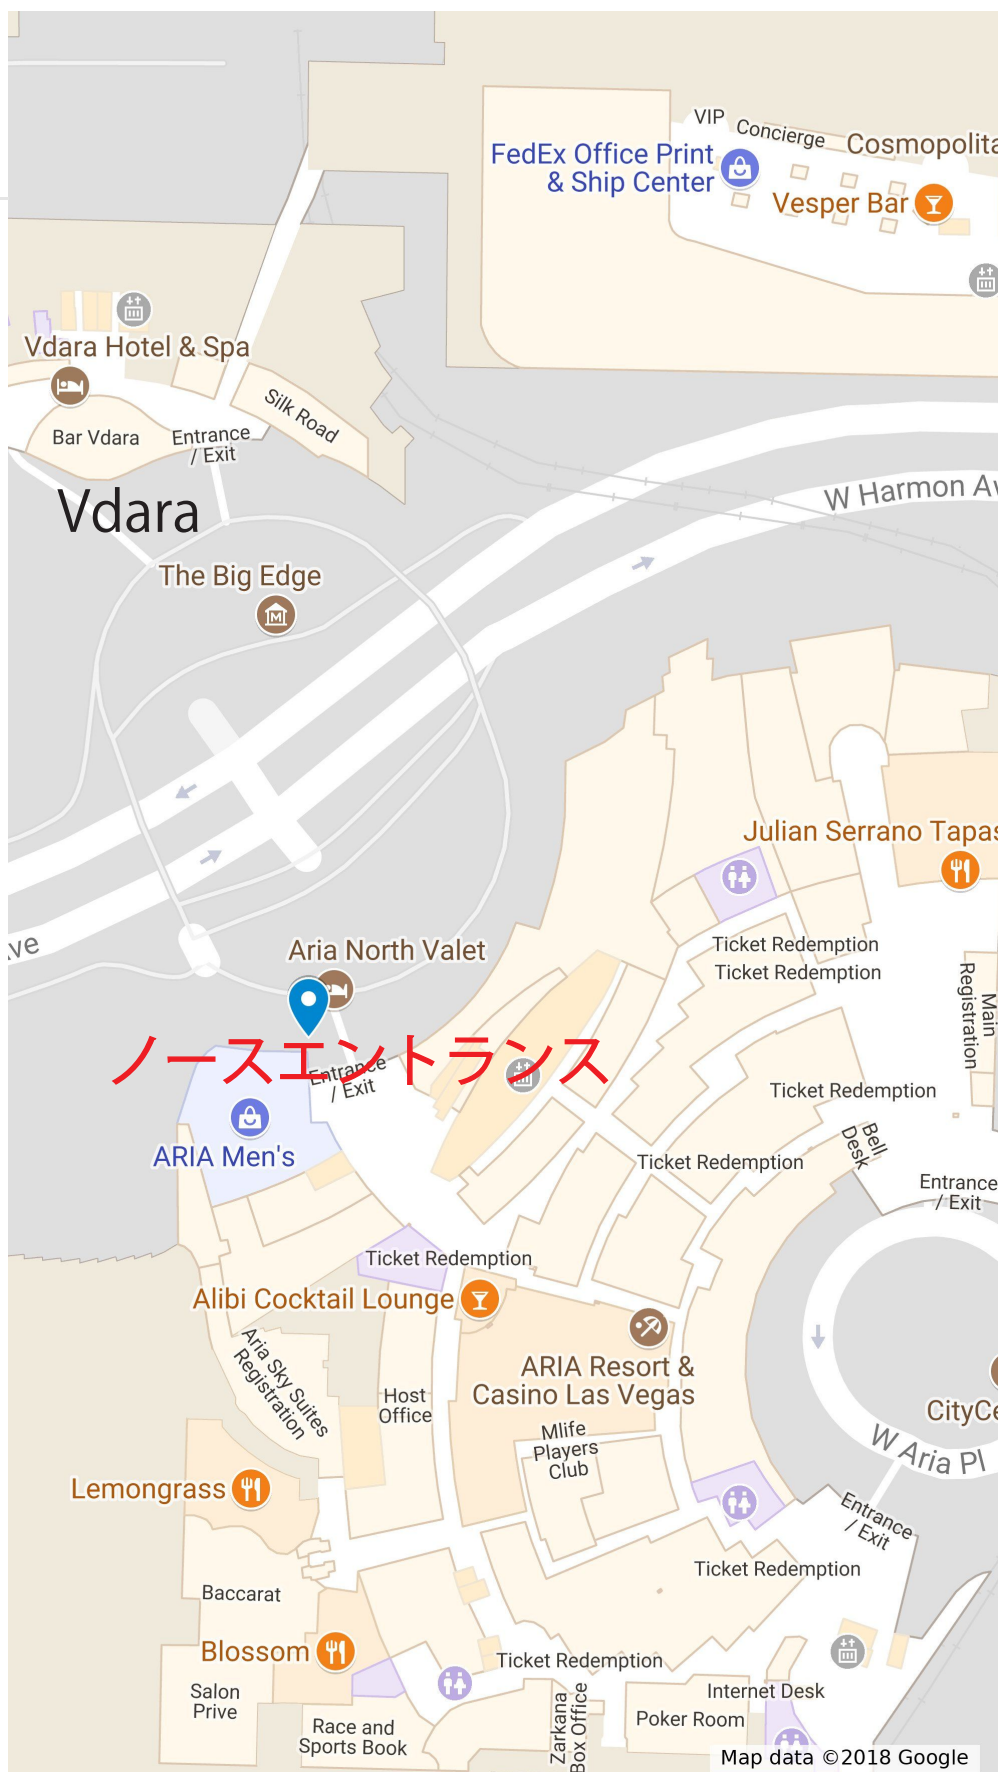 VIP
Concierge
FedEx Office Print
& Ship Center
Cosmopolita
Vesper Bar
Vdara Hotel & Spa
Silk Road
Bar Vdara
Entrance
/ Exit
W Harmon Av
Vdara
The Big Edge
Julian Serrano Tapas
Ticket Redemption
Ticket Redemption
Aria North Valet
ve
Main
Registration
ノースエントランス
Entrance
/ Exit
Ticket Redemption
ARIA Men's
Bell
Desk
Ticket Redemption
Entrance
/ Exit
Ticket Redemption
Alibi Cocktail Lounge
Aria Sky Suites
Registration
ARIA Resort &
Casino Las Vegas
Host
Office
CityCe
Mlife
Players
Club
W Aria Pl
Lemongrass
Entrance
/ Exit
Ticket Redemption
Baccarat
Blossom
Ticket Redemption
Salon
Prive
Internet Desk
Zarkana
Box Office
Poker Room
Race and
Sports Book
Map data ©2018 Google